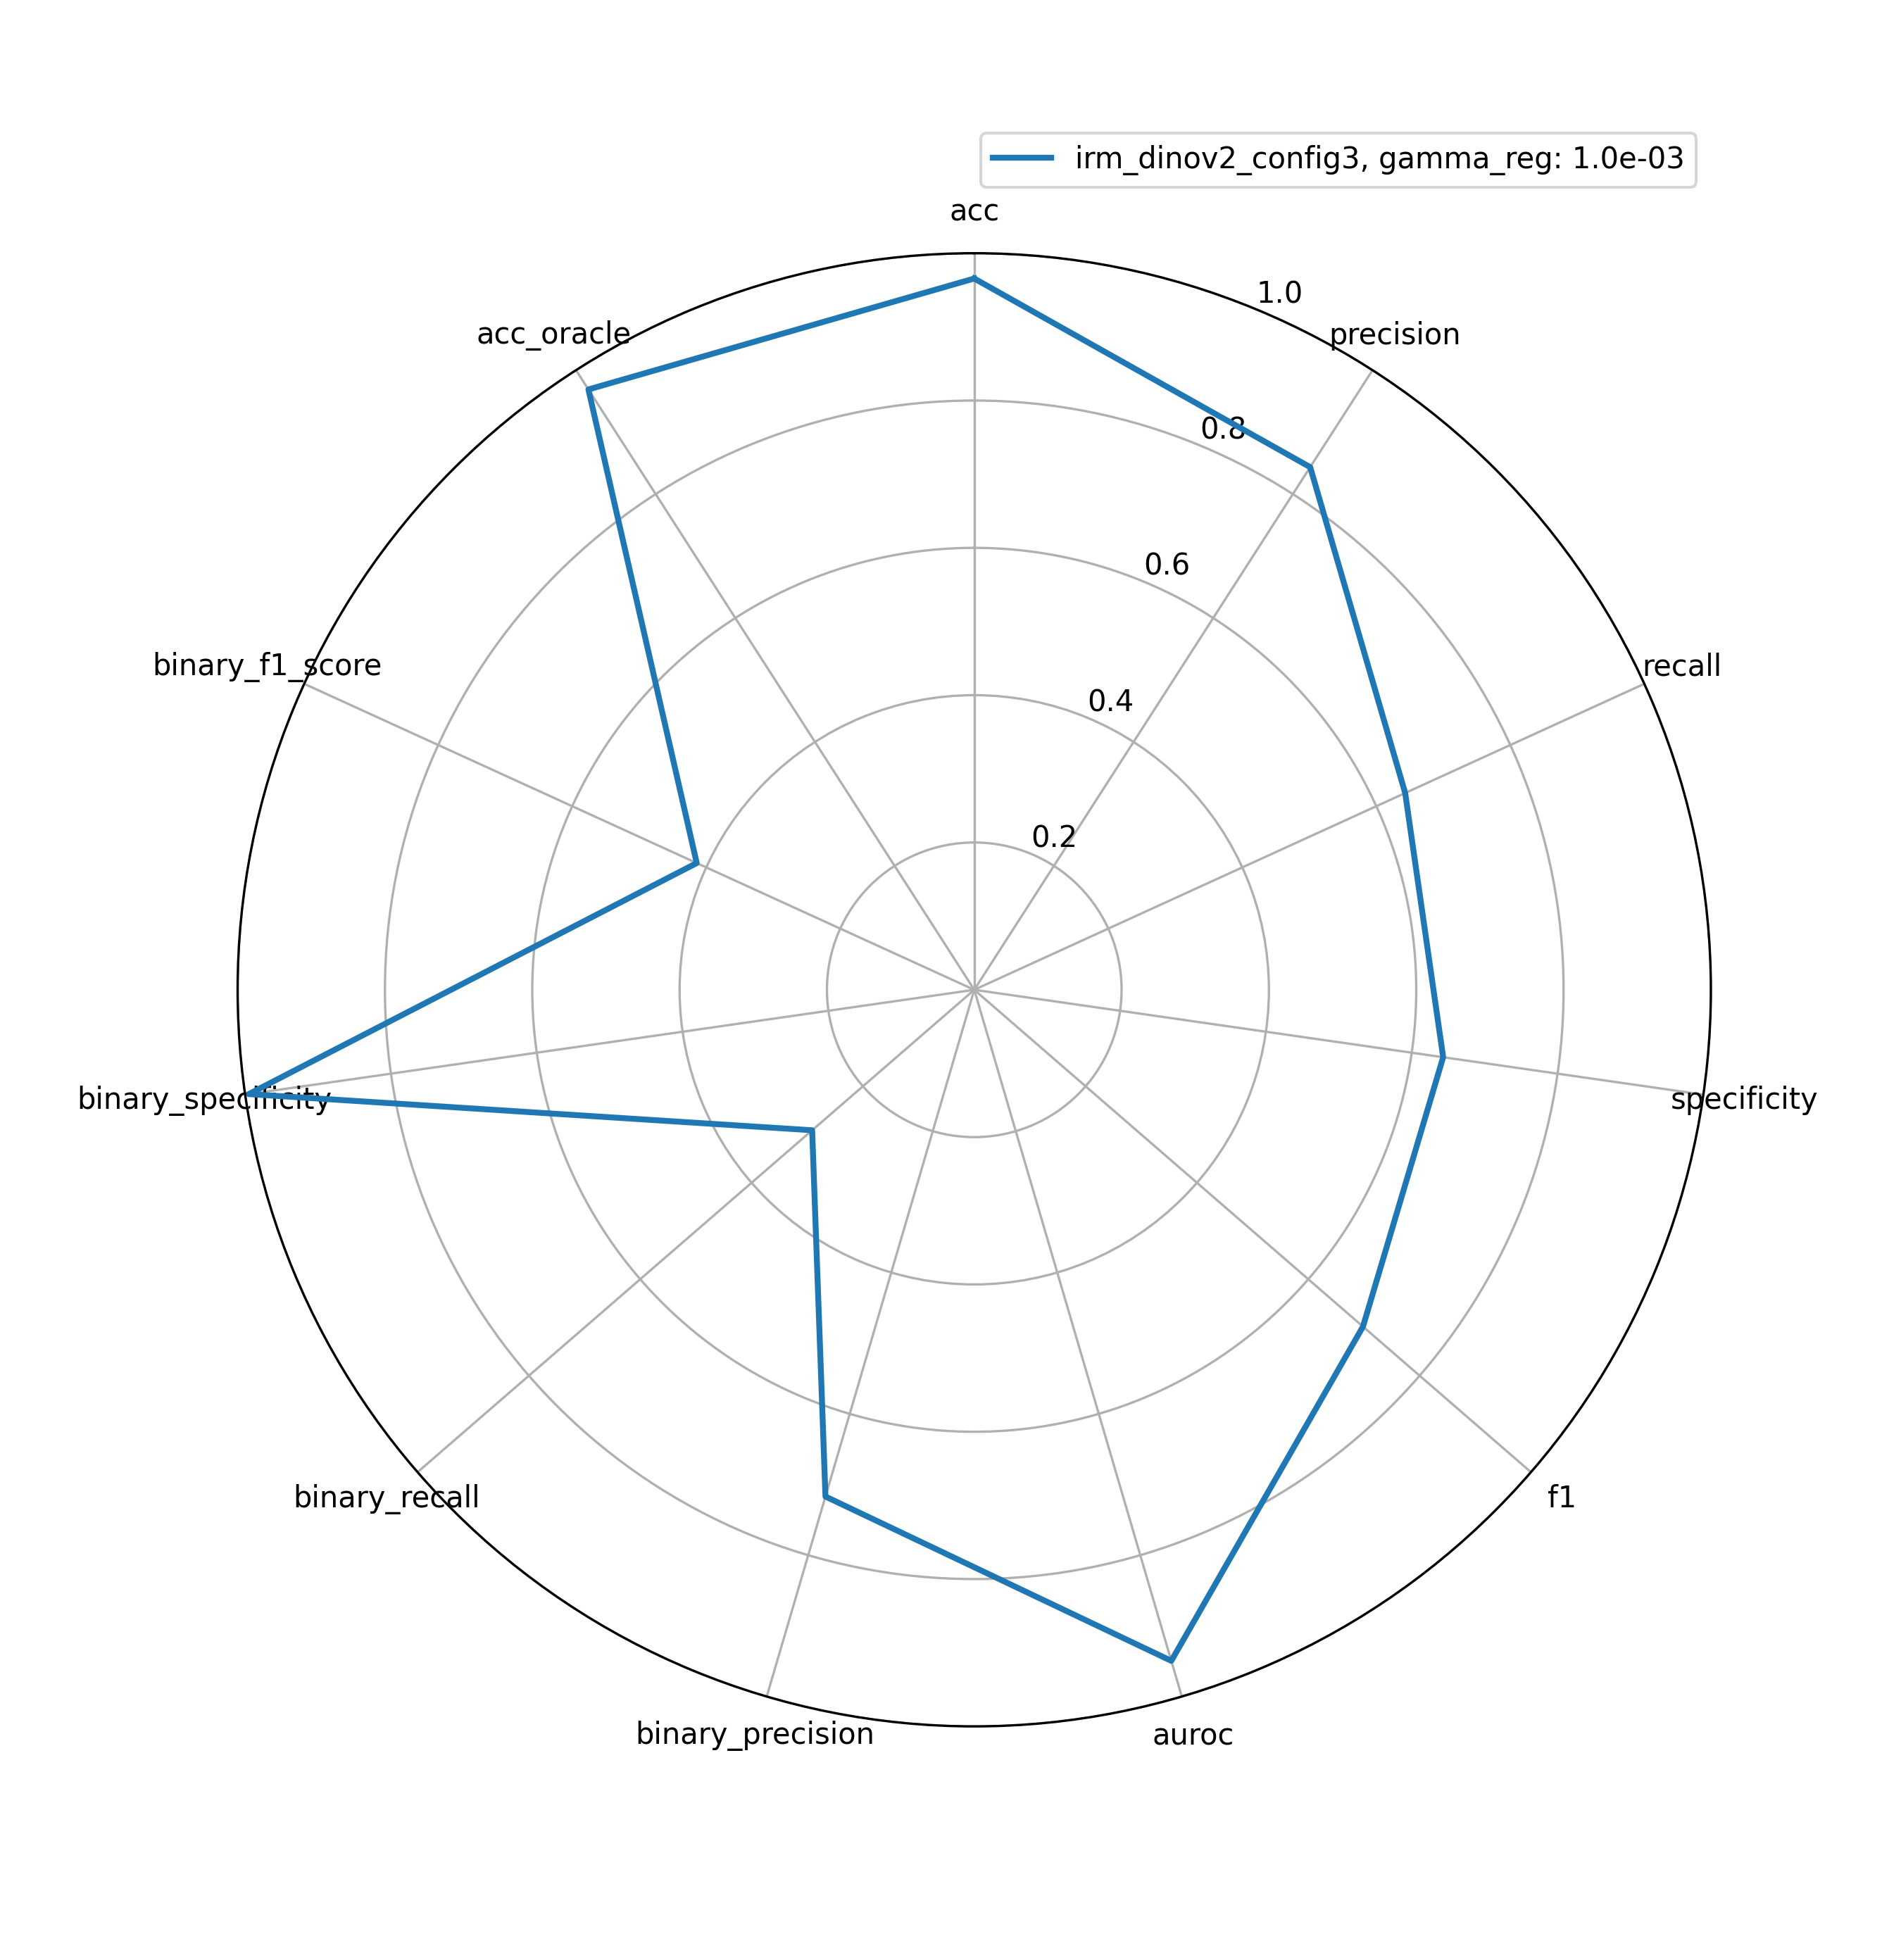 irm_dinov2_config3, gamma_reg: 1.0e-03
acc
1.0
acc_oracle
precision
0.8
0.6
binary_f1_score
recall
0.4
0.2
binary_specificity
specificity
binary_recall
f1
binary_precision
auroc